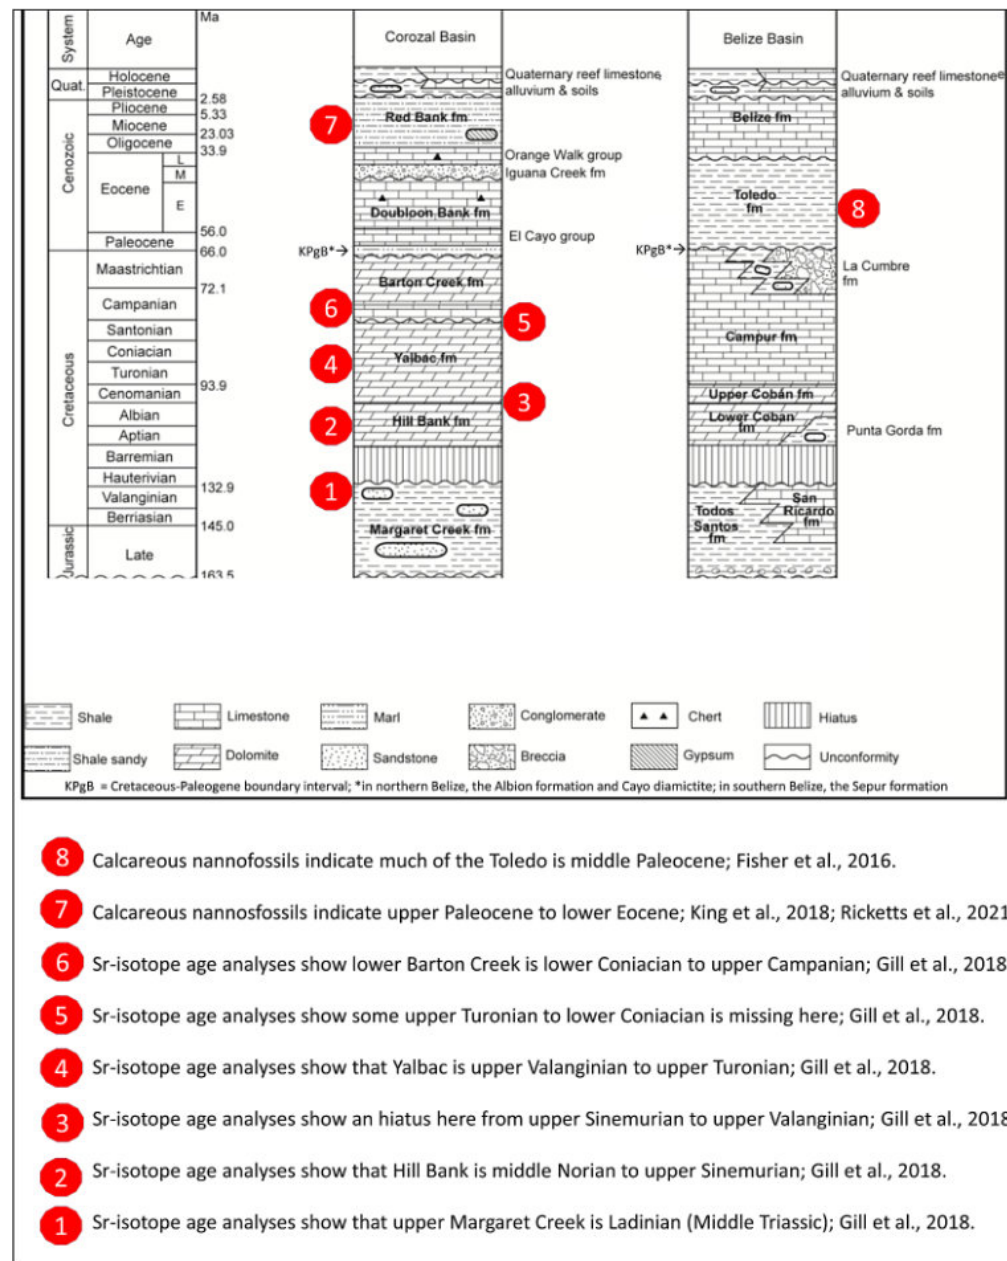 System
Age
Ma
Corozal Basin
Belize Basin
Quat.
Holocene
Pleistocene
2.58
Quaternary reef limestone,
alluvium & soils
Quaternary reef limestone
alluvium & soils
Cenozoic
Pliocene
5.33
Miocene
23.03
Oligocene
33.9
7
Red Bank fm
Belize fm
Eocene
L
M
E
Orange Walk group
Iguana Creek fm
Doubloon Bank fm
Toledo
fm
8
56.0
Paleocene
66.0
El Cayo group
KPgB*→
KPgB*→
Cretaceous
Maastrichtian
72.1
Barton Creek fm
La Cumbre
fm
Campanian
6
5
Santonian
Coniacian
Turonian
93.9
4
Yalbac fm
Campur fm
Cenomanian
3
Upper Cobán fm
Albian
Aptian
2
Hill Bank fm
Lower Coban
fm
Punta Gorda fm
Barremian
Hauterivian
132.9
Valanginian
1
Berriasian
145.0
Margaret Creek fm
Todos
Santos
fm
San
Ricardo
fm
Jurassic
Late
163.5
Shale
Limestone
Marl
Conglomerate
Chert
Hiatus
Shale sandy
Dolomite
Sandstone
Breccia
Gypsum
Unconformity
KPgB = Cretaceous-Paleogene boundary interval; *in northern Belize, the Albion formation and Cayo diamictite; in southern Belize, the Sepur formation
8 Calcareous nannofossils indicate much of the Toledo is middle Paleocene; Fisher et al., 2016.
7 Calcareous nannosfossils indicate upper Paleocene to lower Eocene; King et al., 2018; Ricketts et al., 2021
6 Sr-isotope age analyses show lower Barton Creek is lower Coniacian to upper Campanian; Gill et al., 2018
5 Sr-isotope age analyses show some upper Turonian to lower Coniacian is missing here; Gill et al., 2018.
4 Sr-isotope age analyses show that Yalbac is upper Valanginian to upper Turonian; Gill et al., 2018.
3 Sr-isotope age analyses show an hiatus here from upper Sinemurian to upper Valanginian; Gill et al., 2018
2 Sr-isotope age analyses show that Hill Bank is middle Norian to upper Sinemurian; Gill et al., 2018.
1 Sr-isotope age analyses show that upper Margaret Creek is Ladinian (Middle Triassic); Gill et al., 2018.